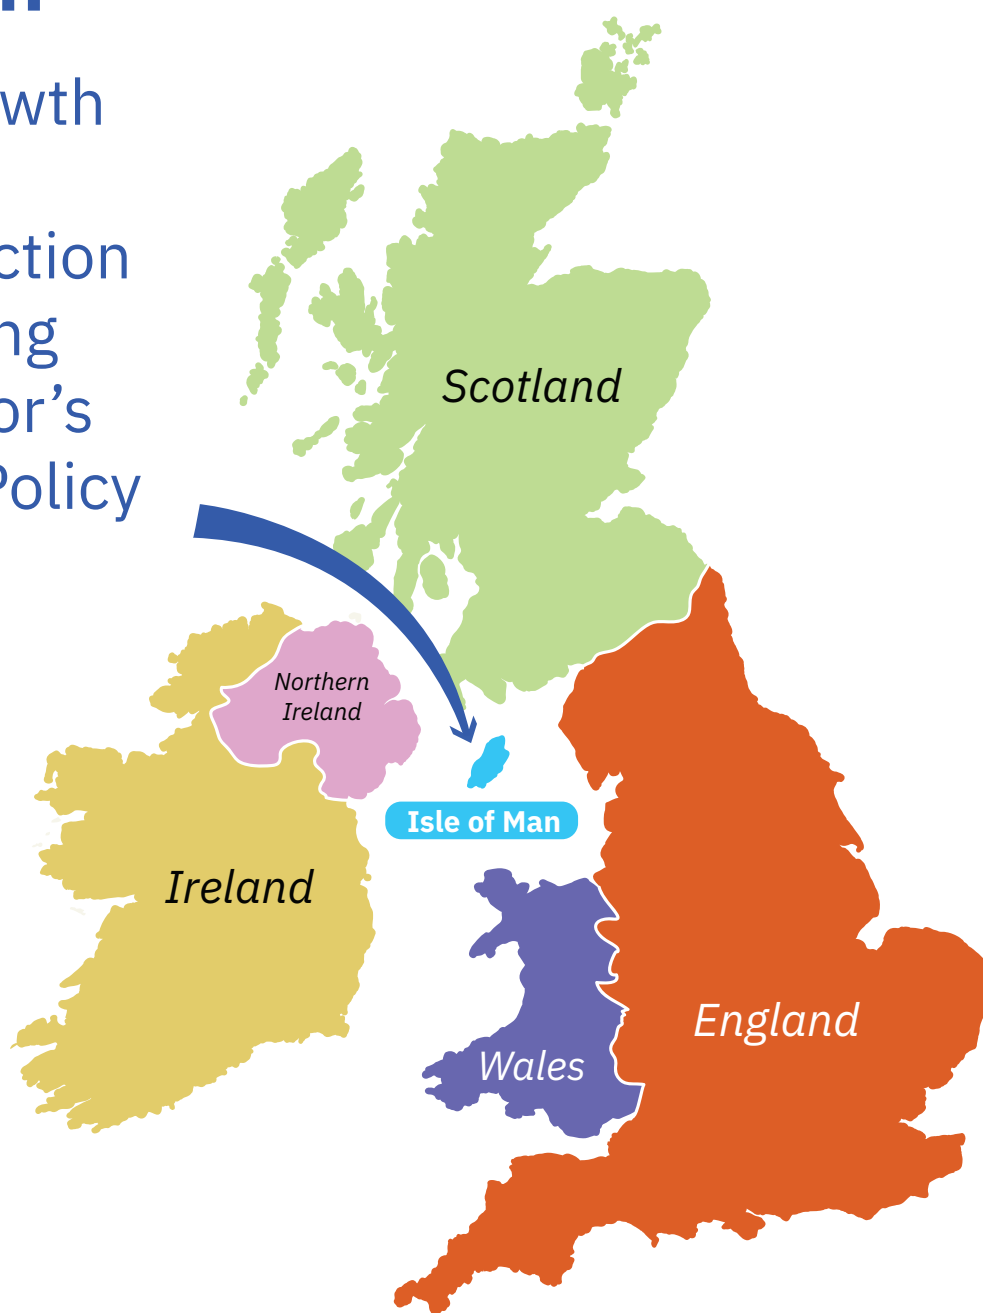 wth
ction
ng
or’s
Policy
Scotland
Northern
Ireland
Isle of Man
Ireland
England
Wales